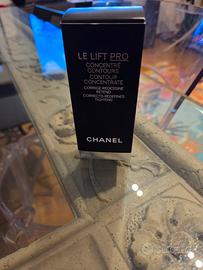 LE LIFT PRO
CONCENTRÉ
CONTOURS
CONTOUR
CONCENTRATE
CORRIGE-REDESSINE
RETEND
CORRECTS-REDEFINES
TIGHTENS
CHANEL